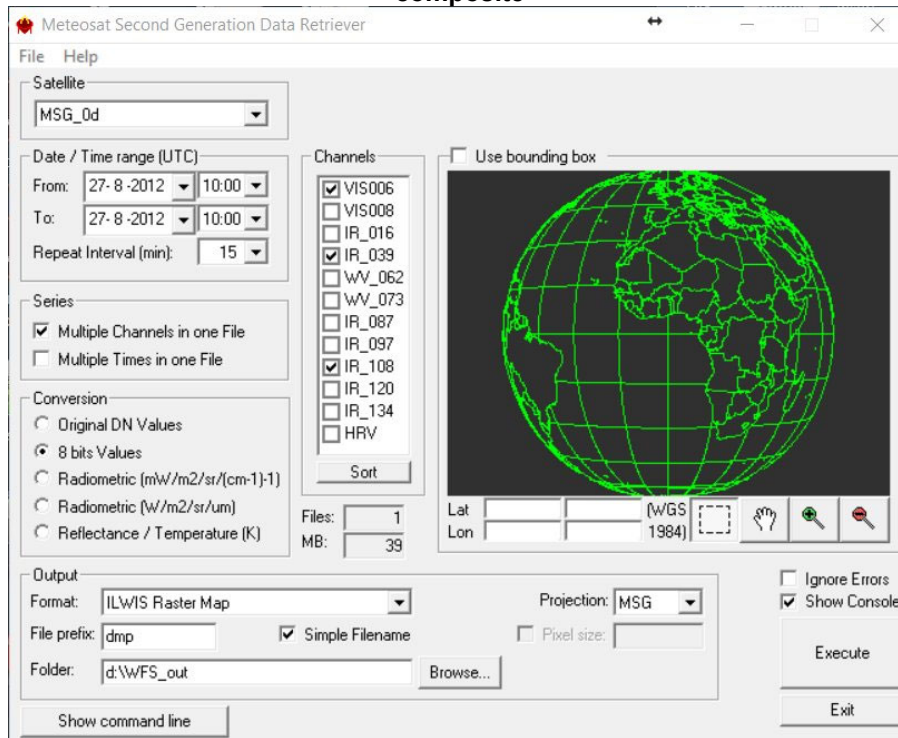 composite
Meteosat Second Generation Data Retriever
File Help
Satellite
MSG_0d
Date / Time range (UTC)
From: 27- 8 -2012 10:00
To: 27- 8 -2012 10:00
Repeat Interval (min): 15
Series
Multiple Channels in one File
Multiple Times in one File
Conversion
Original DN Values
8 bits Values
Radiometric (mW/m2/sr/(cm-1)-1)
Radiometric (W/m2/sr/um)
Reflectance / Temperature (K)
Channels
VIS006
VIS008
IR_016
IR_039
WV_062
WV_073
IR_087
IR_097
IR_108
IR_120
IR_134
HRV
Sort
Files: 1
MB: 39
Use bounding box
Lat
Lon
(WGS
1984)
Output
Format: ILWIS Raster Map
Projection: MSG
File prefix: dmp
Simple Filename
Pixel size:
Folder: d:\WFS_out
Browse...
Ignore Errors
Show Console
Execute
Exit
Show command line